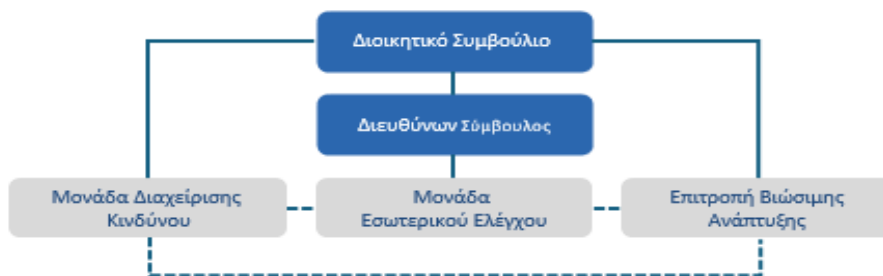 Διοικητικό Συμβούλιο
Διευθύνων Σύμβουλος
Μονάδα Διαχείρισης
Κινδύνου
Μονάδα
Εσωτερικού Ελέγχου
Επιτροπή Βιώσιμης
Ανάπτυξης